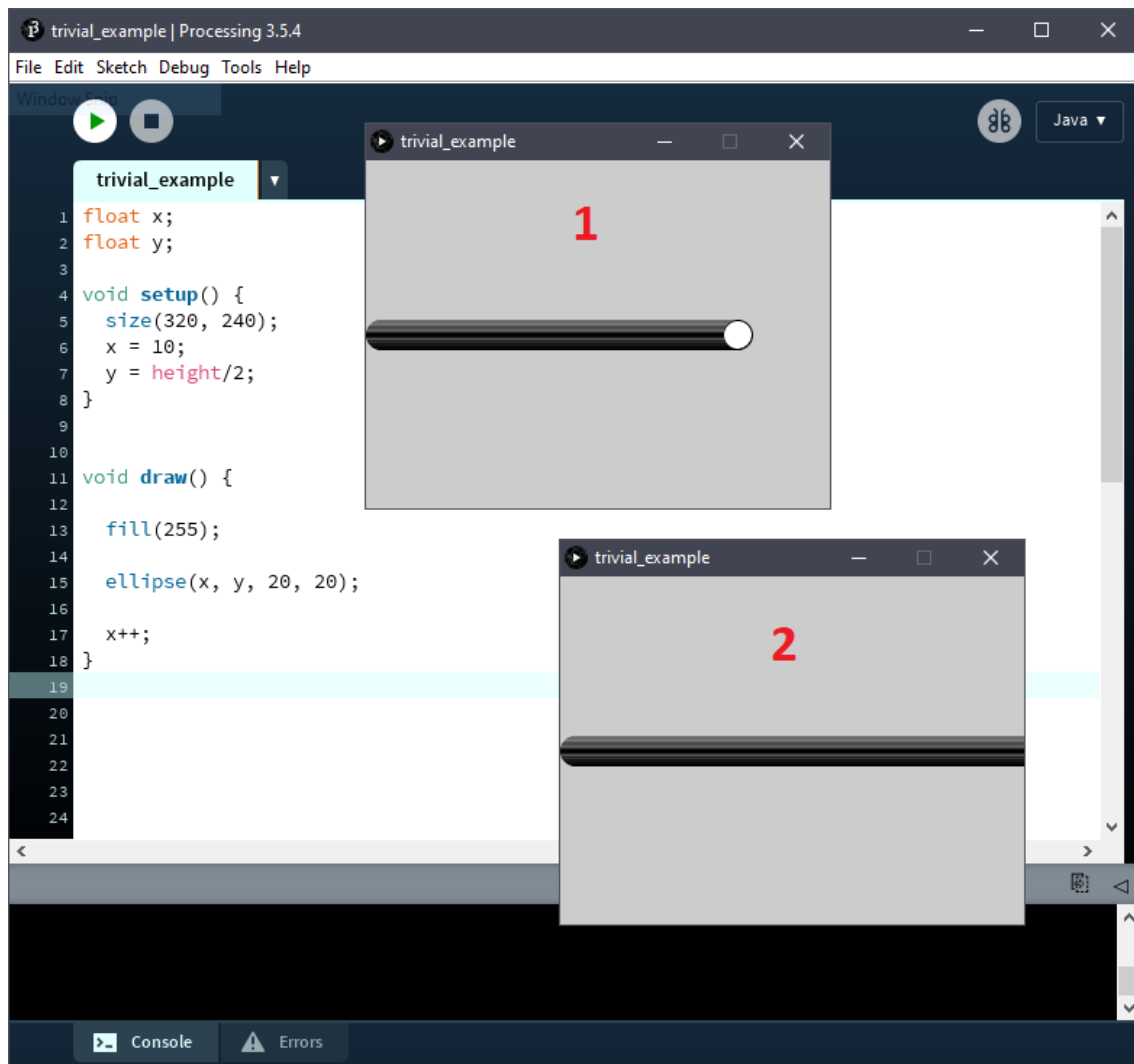 trivial_example | Processing 3.5.4
File Edit Sketch Debug Tools Help
Window Snip
Java ▾
trivial_example
1 float x;
2 float y;
3
4 void setup() {
5 size(320, 240);
6 x = 10;
7 y = height/2;
8 }
9
10
11 void draw() {
12
13 fill(255);
14
15 ellipse(x, y, 20, 20);
16
17 x++;
18 }
19
20
21
22
23
24
trivial_example
1
trivial_example
2
Console
Errors